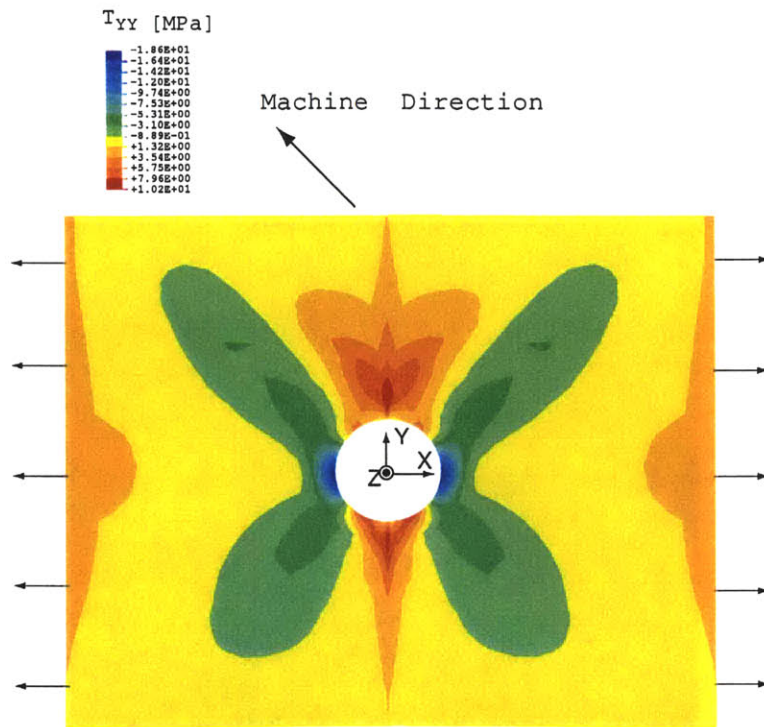 T_YY [MPa]
-1.86E+01
-1.64E+01
-1.42E+01
-1.20E+01
-9.74E+00
-7.53E+00
-5.31E+00
-3.10E+00
-8.89E-01
+1.32E+00
+3.54E+00
+5.75E+00
+7.96E+00
+1.02E+01
Machine Direction
Y
Z X